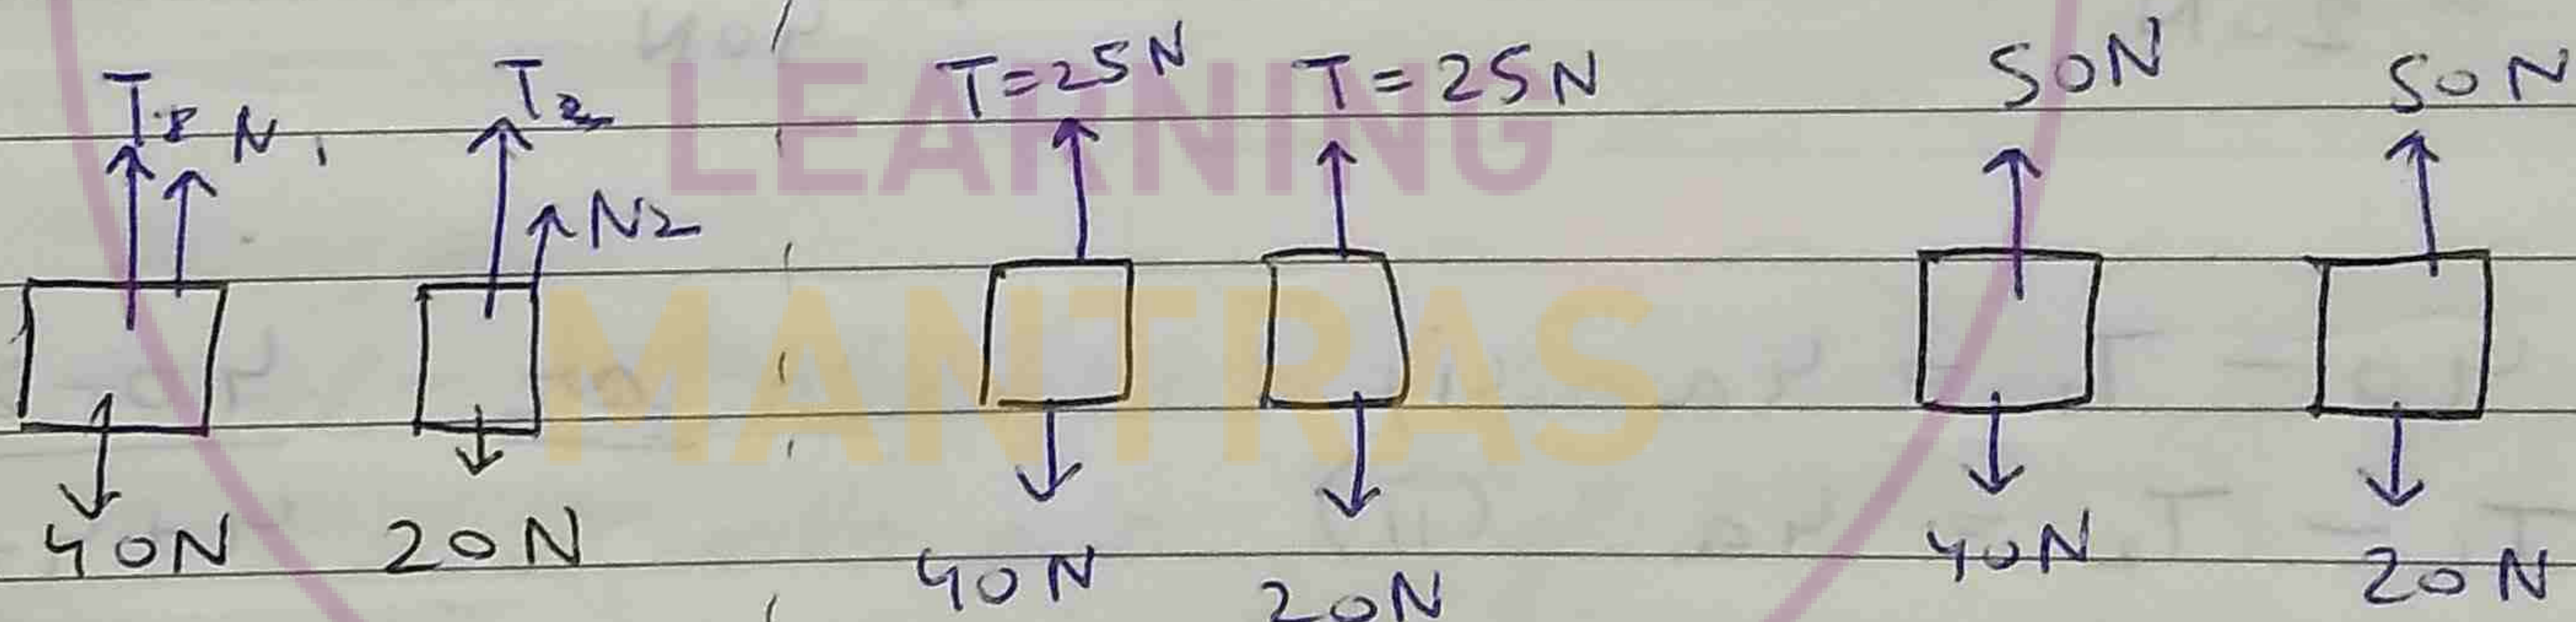 T N₁ T₂ T=25N T=25N 50N 50N
N2
LEARNING
MANTRAS
40N 20N 40N 20N 40N 20N